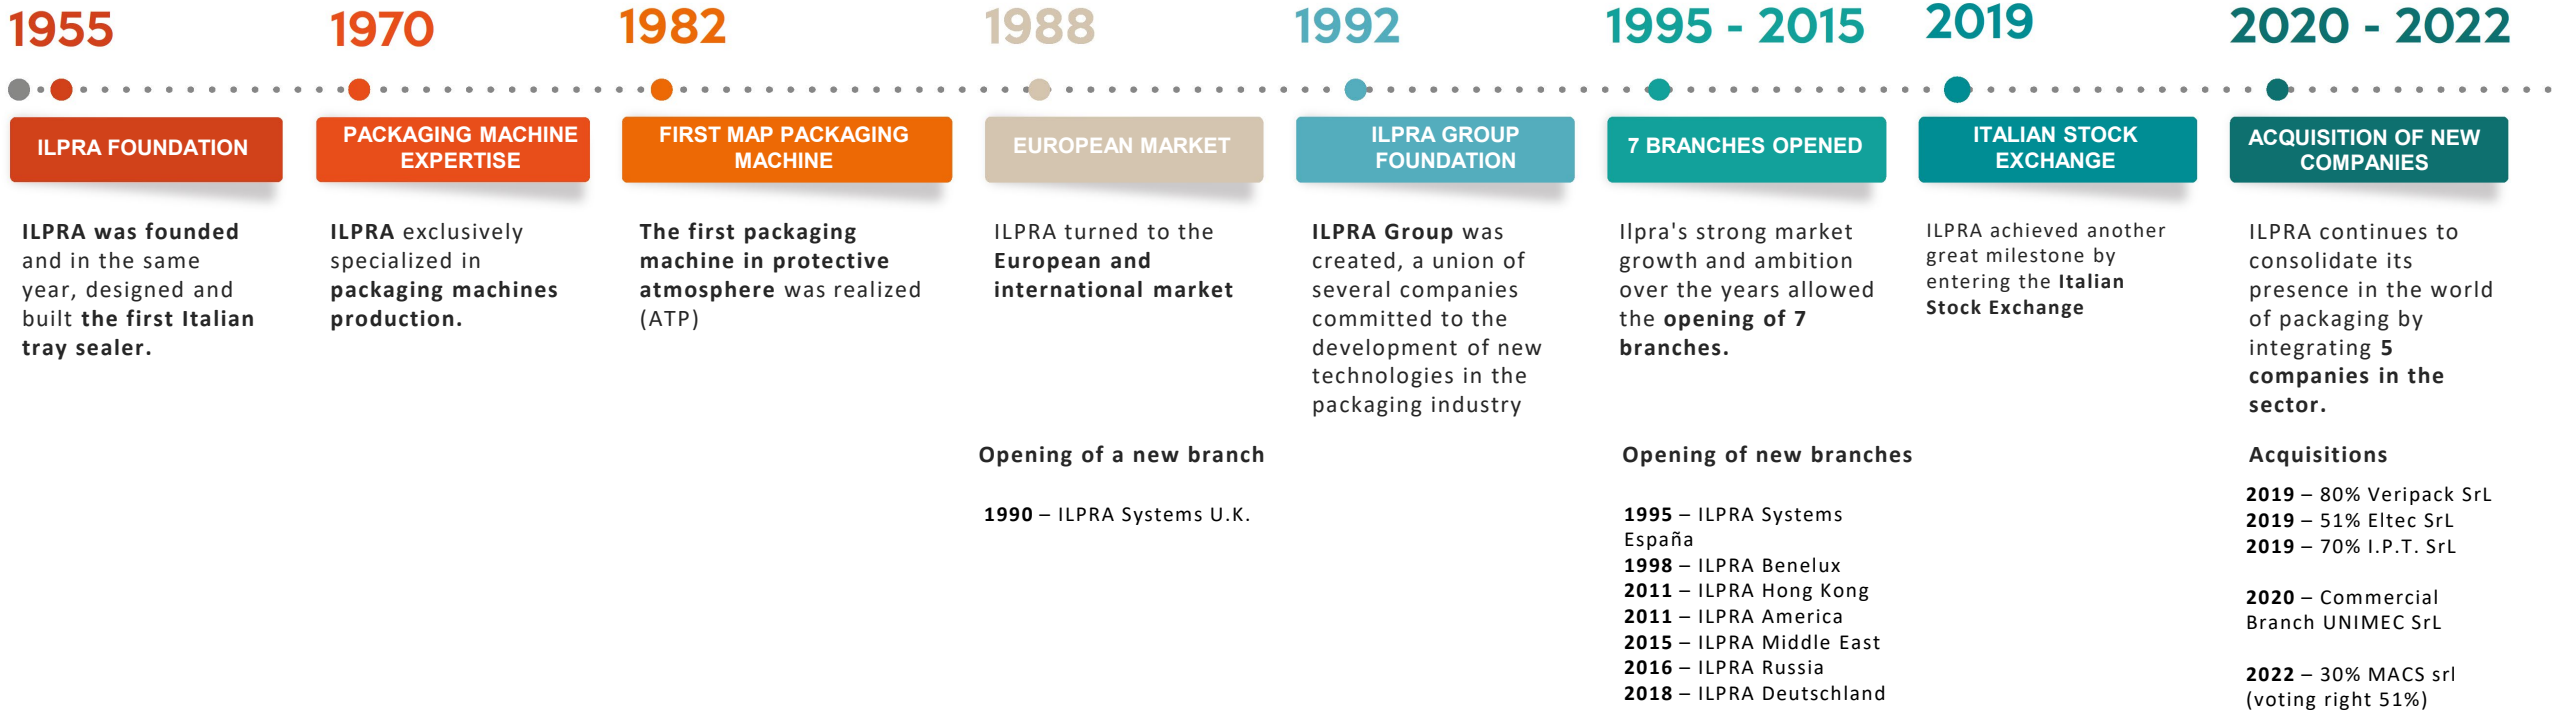 1955
ILPRA FOUNDATION
ILPRA was founded
and in the same
year, designed and
built the first Italian
tray sealer.
1970
PACKAGING MACHINE
EXPERTISE
ILPRA exclusively
specialized in
packaging machines
production.
1982
FIRST MAP PACKAGING
MACHINE
The first packaging
machine in protective
atmosphere was realized
(ATP)
1988
EUROPEAN MARKET
ILPRA turned to the
European and
international market
Opening of a new branch
1990 – ILPRA Systems U.K.
1992
ILPRA GROUP
FOUNDATION
ILPRA Group was
created, a union of
several companies
committed to the
development of new
technologies in the
packaging industry
1995 - 2015
7 BRANCHES OPENED
Ilpra's strong market
growth and ambition
over the years allowed
the opening of 7
branches.
Opening of new branches
1995 – ILPRA Systems
España
1998 – ILPRA Benelux
2011 – ILPRA Hong Kong
2011 – ILPRA America
2015 – ILPRA Middle East
2016 – ILPRA Russia
2018 – ILPRA Deutschland
2019
ITALIAN STOCK
EXCHANGE
ILPRA achieved another
great milestone by
entering the Italian
Stock Exchange
2020 - 2022
ACQUISITION OF NEW
COMPANIES
ILPRA continues to
consolidate its
presence in the world
of packaging by
integrating 5
companies in the
sector.
Acquisitions
2019 – 80% Veripack SrL
2019 – 51% Eltec SrL
2019 – 70% I.P.T. SrL
2020 – Commercial
Branch UNIMEC SrL
2022 – 30% MACS srl
(voting right 51%)